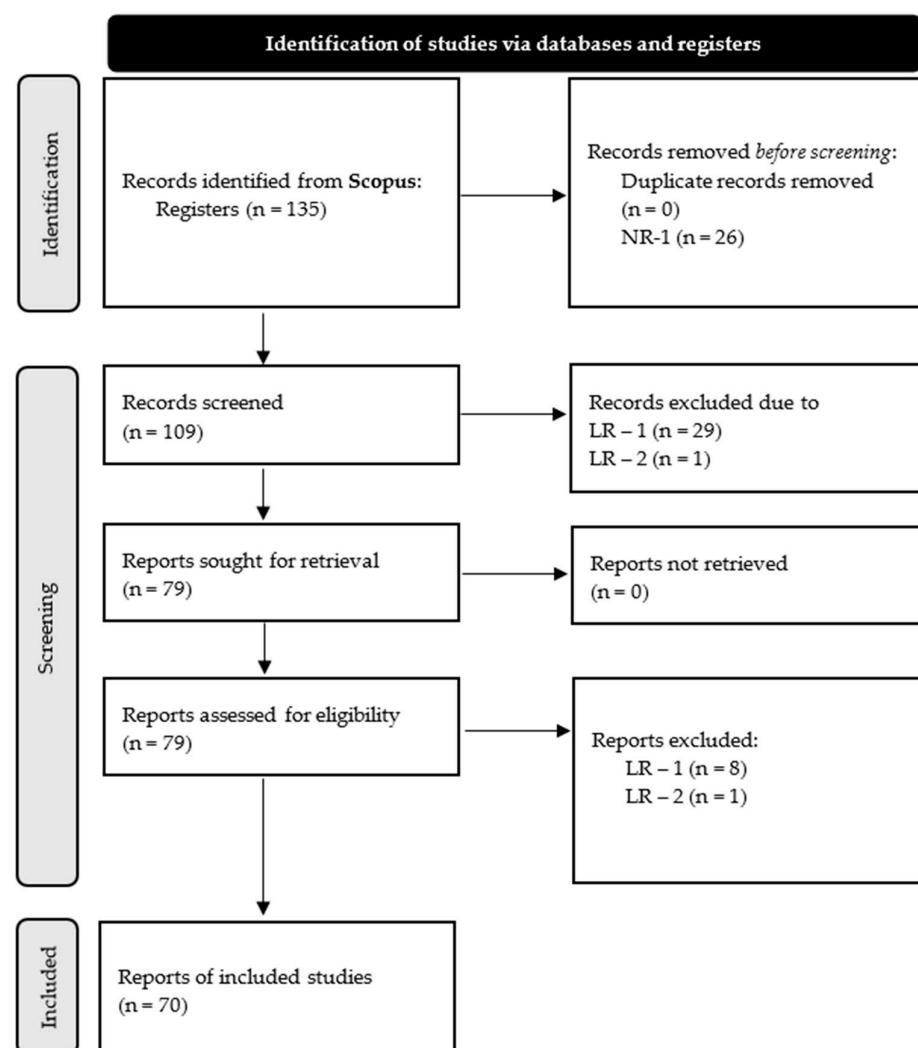 Identification of studies via databases and registers
Identification
Records identified from Scopus:
Registers (n = 135)
Records removed before screening:
Duplicate records removed
(n = 0)
NR-1 (n = 26)
Screening
Records screened
(n = 109)
Records excluded due to
LR – 1 (n = 29)
LR – 2 (n = 1)
Reports sought for retrieval
(n = 79)
Reports not retrieved
(n = 0)
Reports assessed for eligibility
(n = 79)
Reports excluded:
LR – 1 (n = 8)
LR – 2 (n = 1)
Included
Reports of included studies
(n = 70)